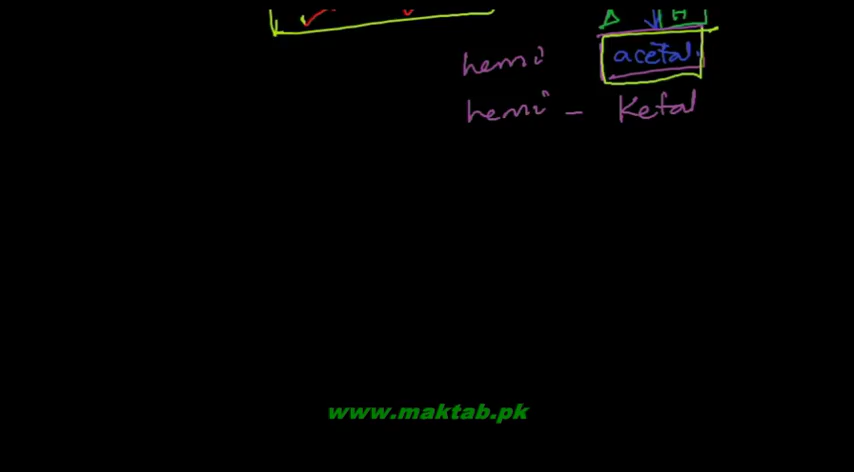 Δ H
hemi acetal.
hemi - Ketal
www.maktab.pk